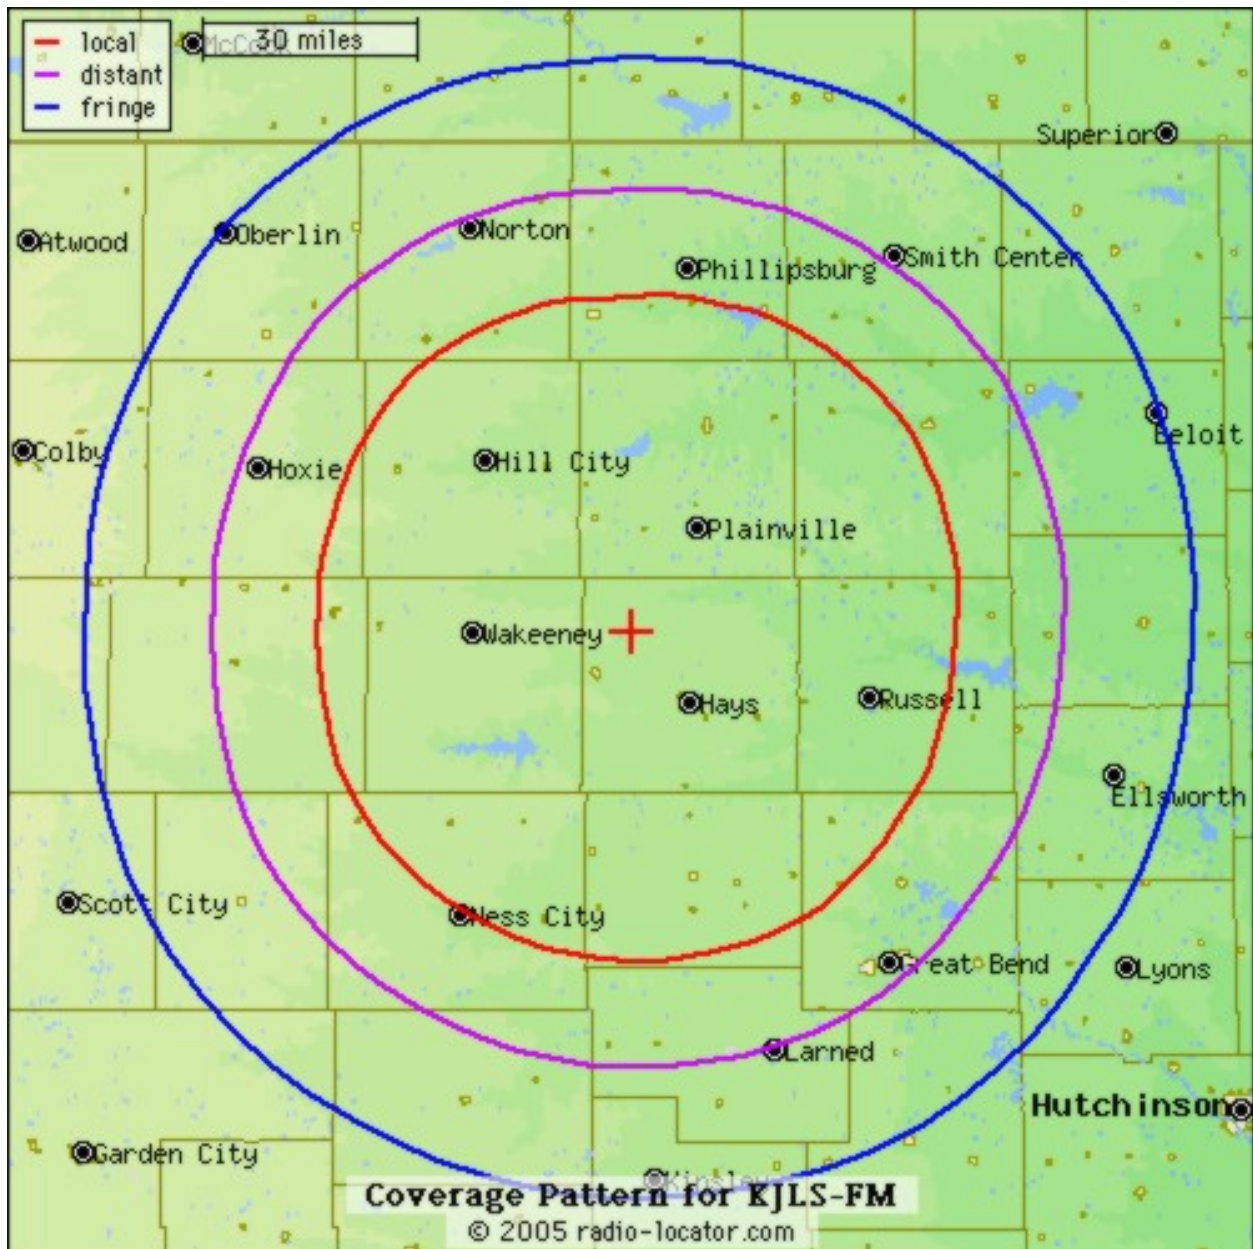 local
McCook
30 miles
distant
fringe
Superior
Atwood
Oberlin
Norton
Phillipsburg
Smith Center
Colby
Hoxie
Hill City
Beloit
Plainville
Wakeeney
Hays
Russell
Ellsworth
Scott City
Ness City
Great Bend
Lyons
Larned
Hutchinson
Garden City
Kinsley
Coverage Pattern for KJLS-FM
© 2005 radio-locator.com